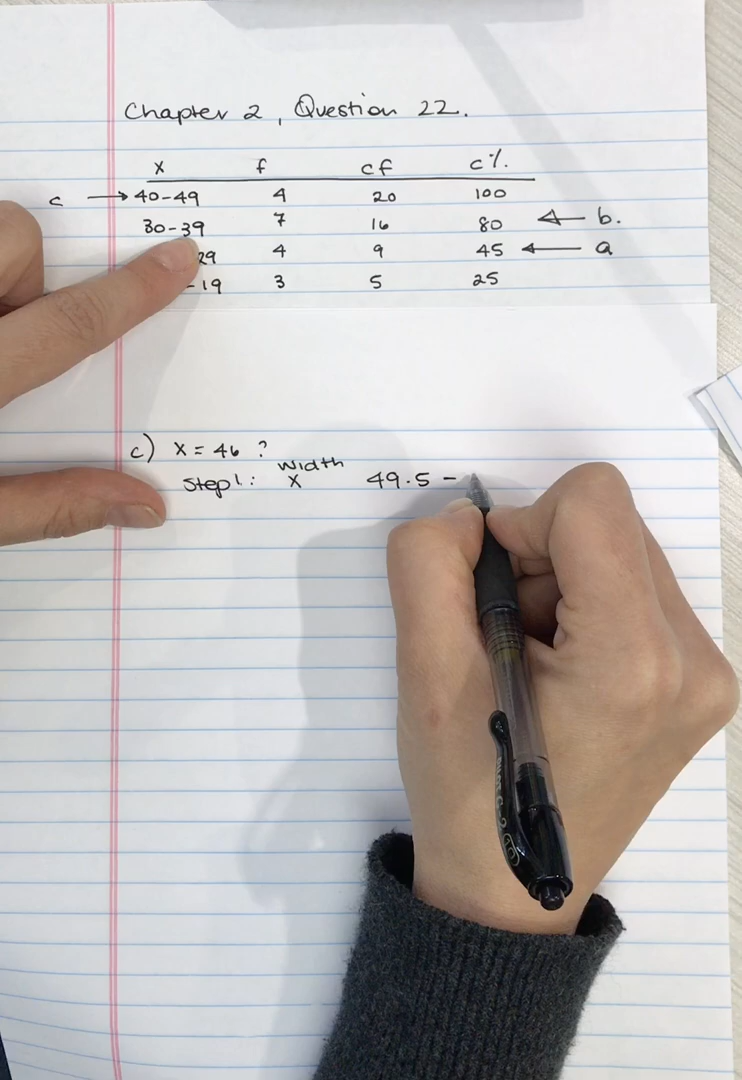 Chapter 2, Question 22.
x f cf c%
c → 40-49 4 20 100
30-39 7 16 80 ← b.
29 4 9 45 ← a
-19 3 5 25
c) x = 46 ?
Step 1: width x 49.5 -